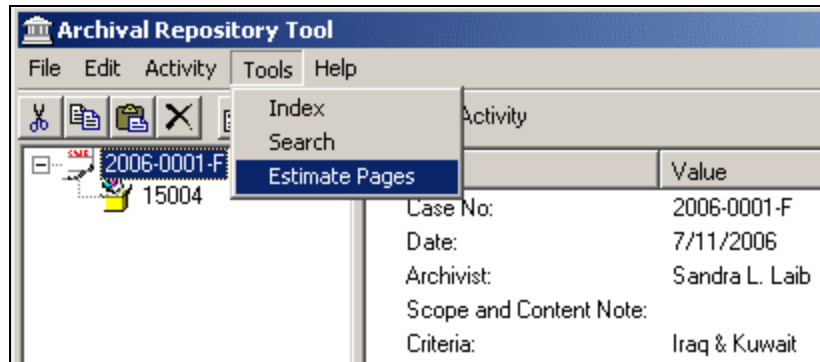 Archival Repository Tool
File Edit Activity Tools Help
Index
Search
Estimate Pages
Activity
2006-0001-F
15004
Value
Case No: 2006-0001-F
Date: 7/11/2006
Archivist: Sandra L. Laib
Scope and Content Note:
Criteria: Iraq & Kuwait